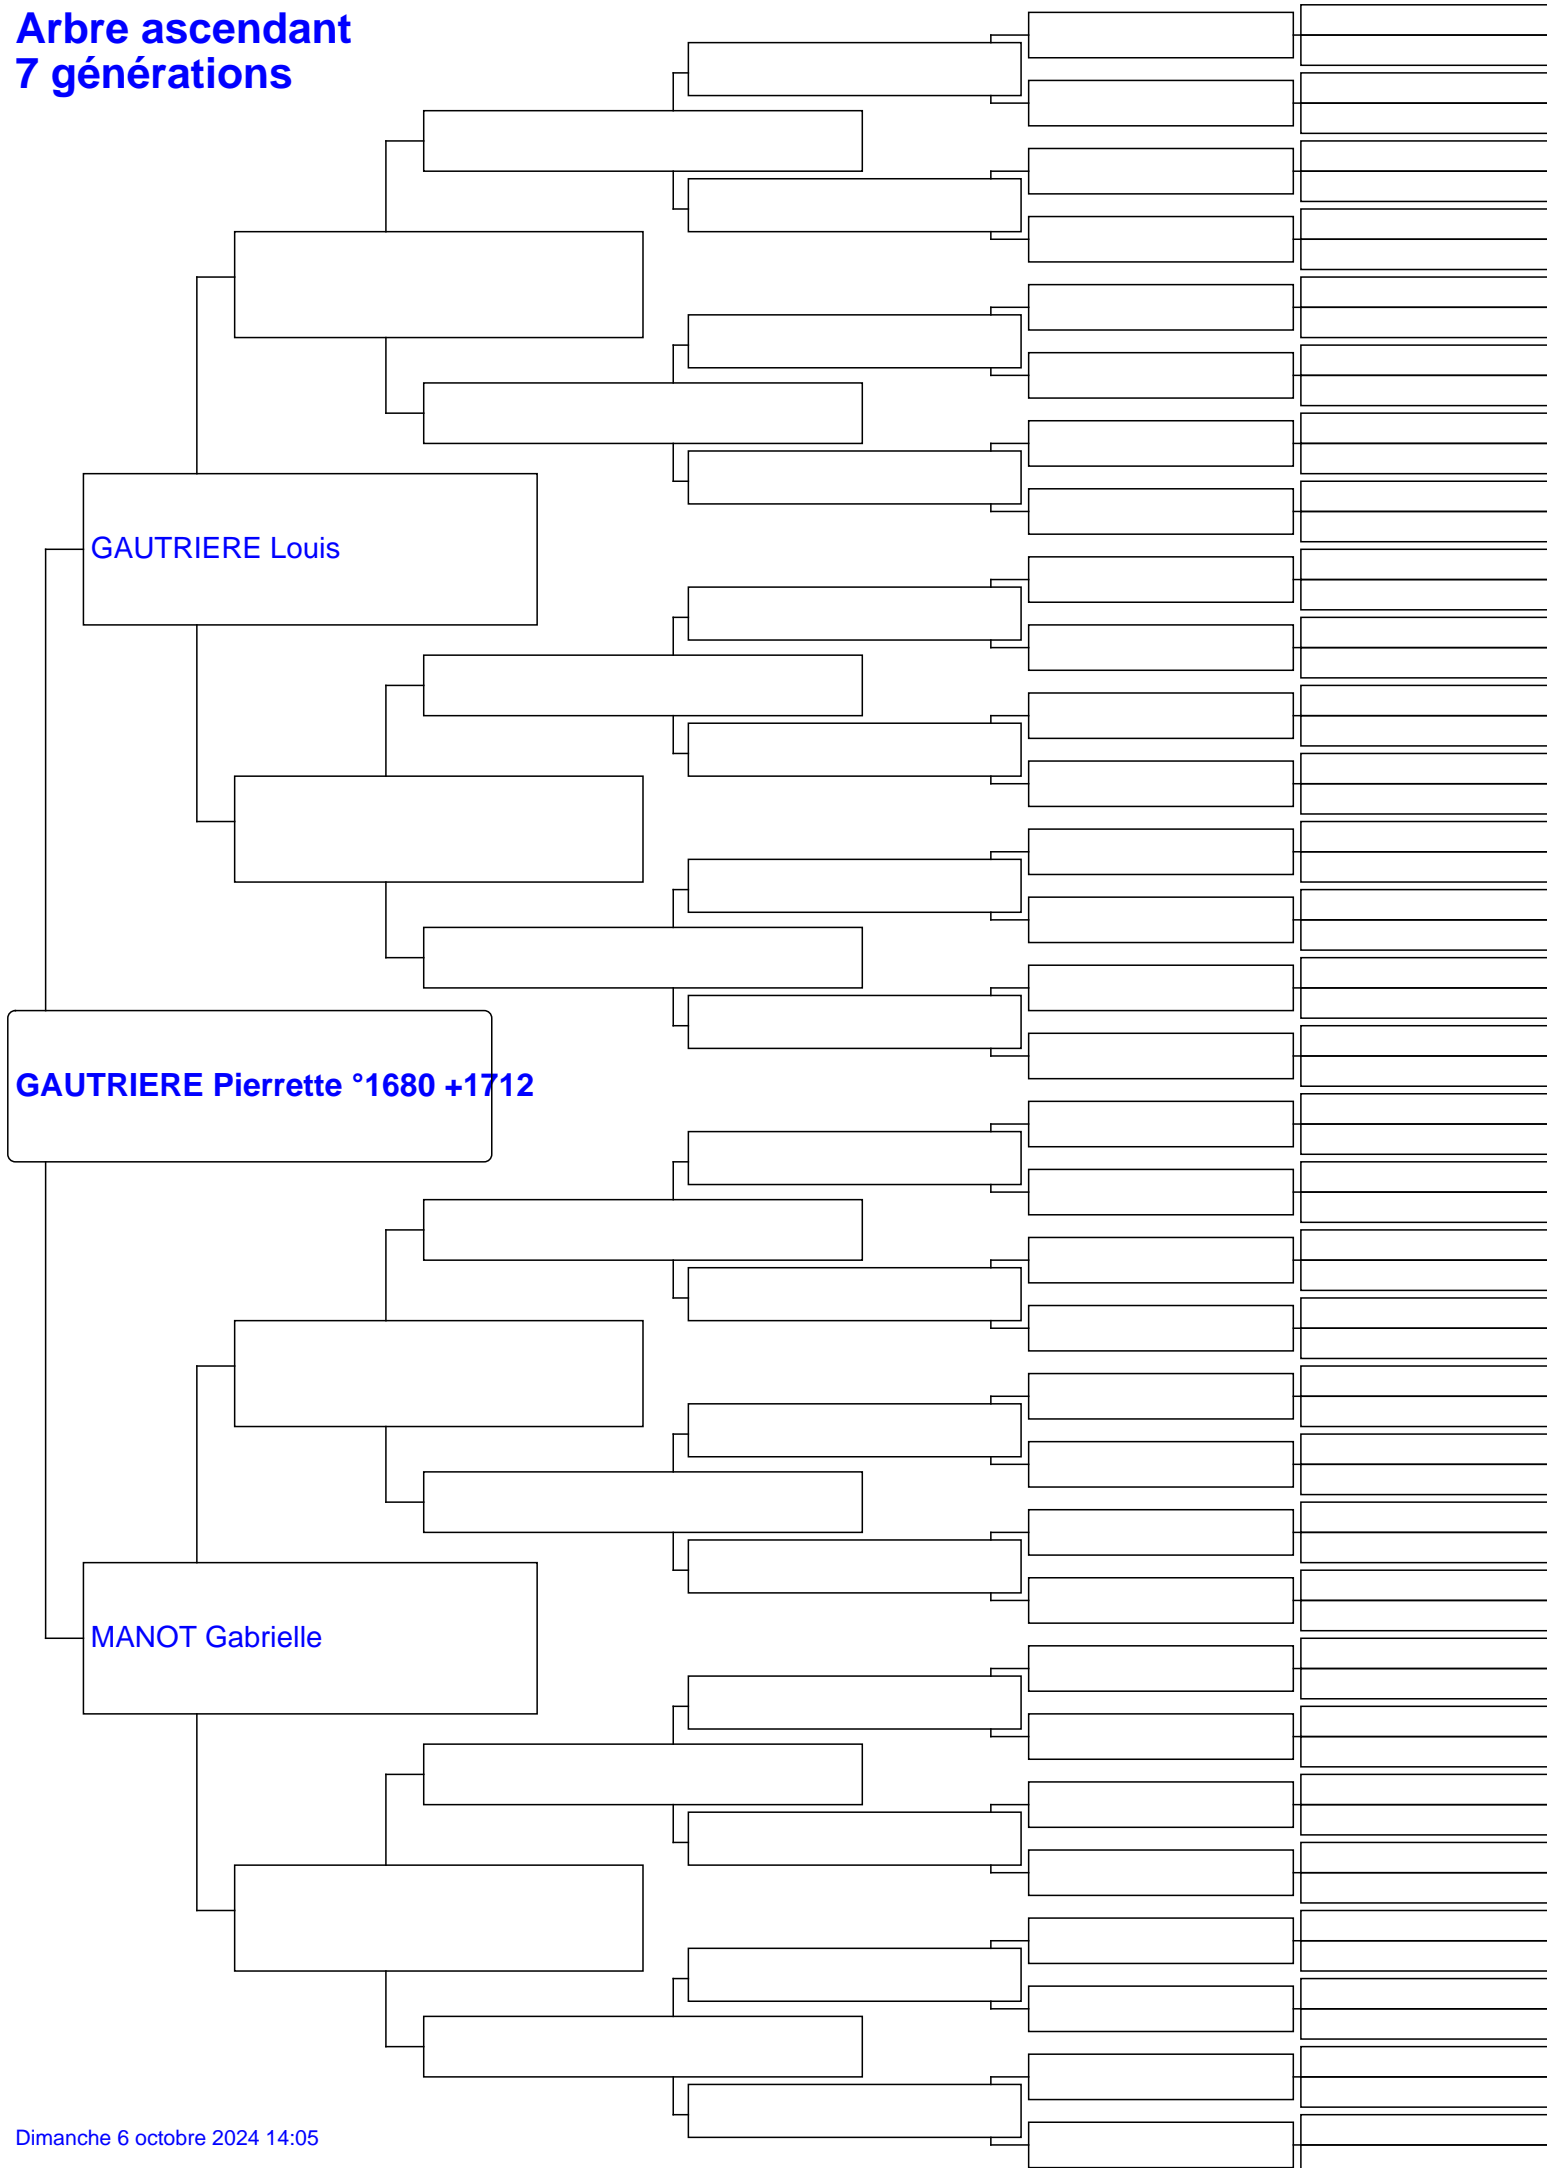 Arbre ascendant
7 générations
GAUTRIERE Louis
GAUTRIERE Pierrette °1680 +1712
MANOT Gabrielle
Dimanche 6 octobre 2024 14:05